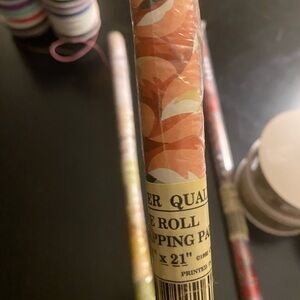 ER QUAL
E ROLL
PPING PA
" x 21"
PRINTED